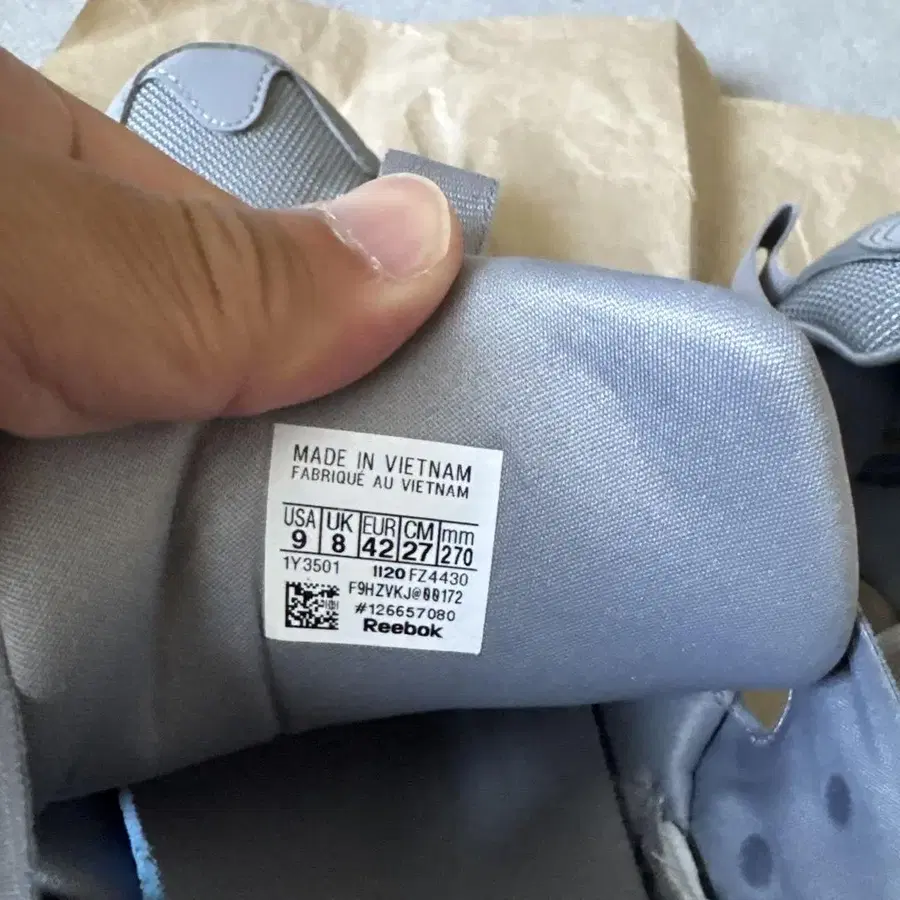 MADE IN VIETNAM
FABRIQUÉ AU VIETNAM
USA UK EUR CM mm
9 8 42 27 270
1Y3501 1120 FZ4430
F9HZVKJ@00172
#126657080
Reebok